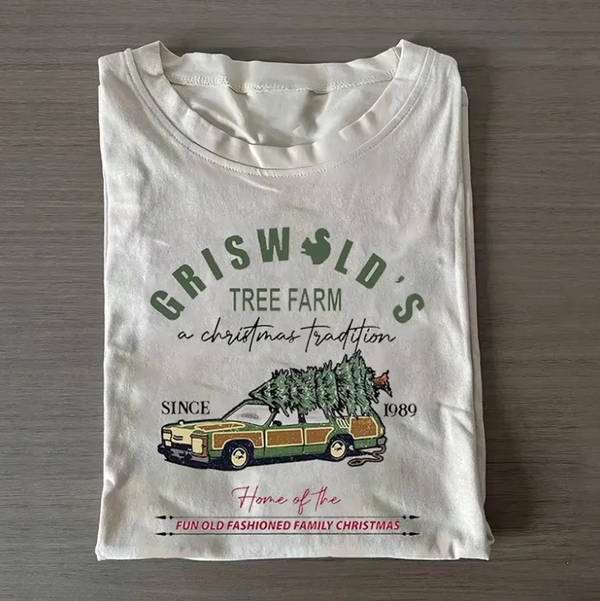 GRISWOLD'S
TREE FARM
a christmas tradition
SINCE 1989
Home of the
FUN OLD FASHIONED FAMILY CHRISTMAS